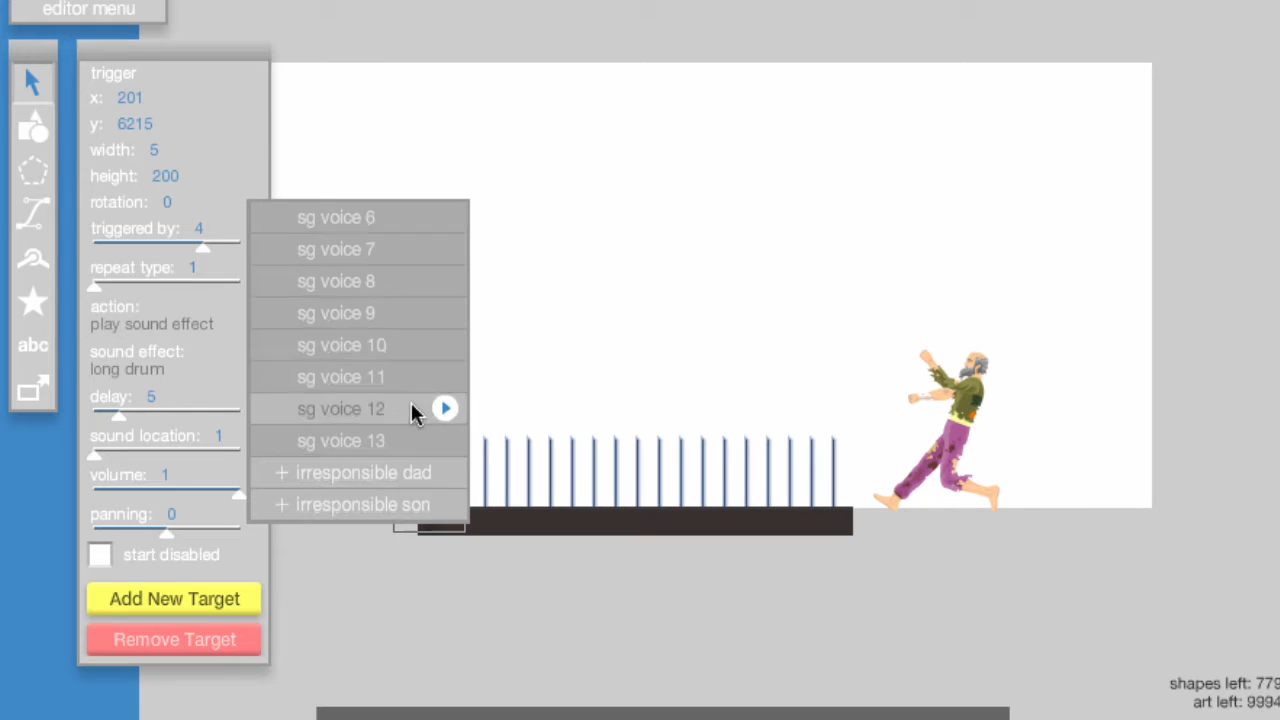 editor menu
trigger
x: 201
y: 6215
width: 5
height: 200
rotation: 0
triggered by: 4
repeat type: 1
action:
play sound effect
sound effect:
long drum
delay: 5
sound location: 1
volume: 1
panning: 0
start disabled
Add New Target
Remove Target
abc
sg voice 6
sg voice 7
sg voice 8
sg voice 9
sg voice 10
sg voice 11
sg voice 12
sg voice 13
+ irresponsible dad
+ irresponsible son
shapes left: 779
art left: 9994